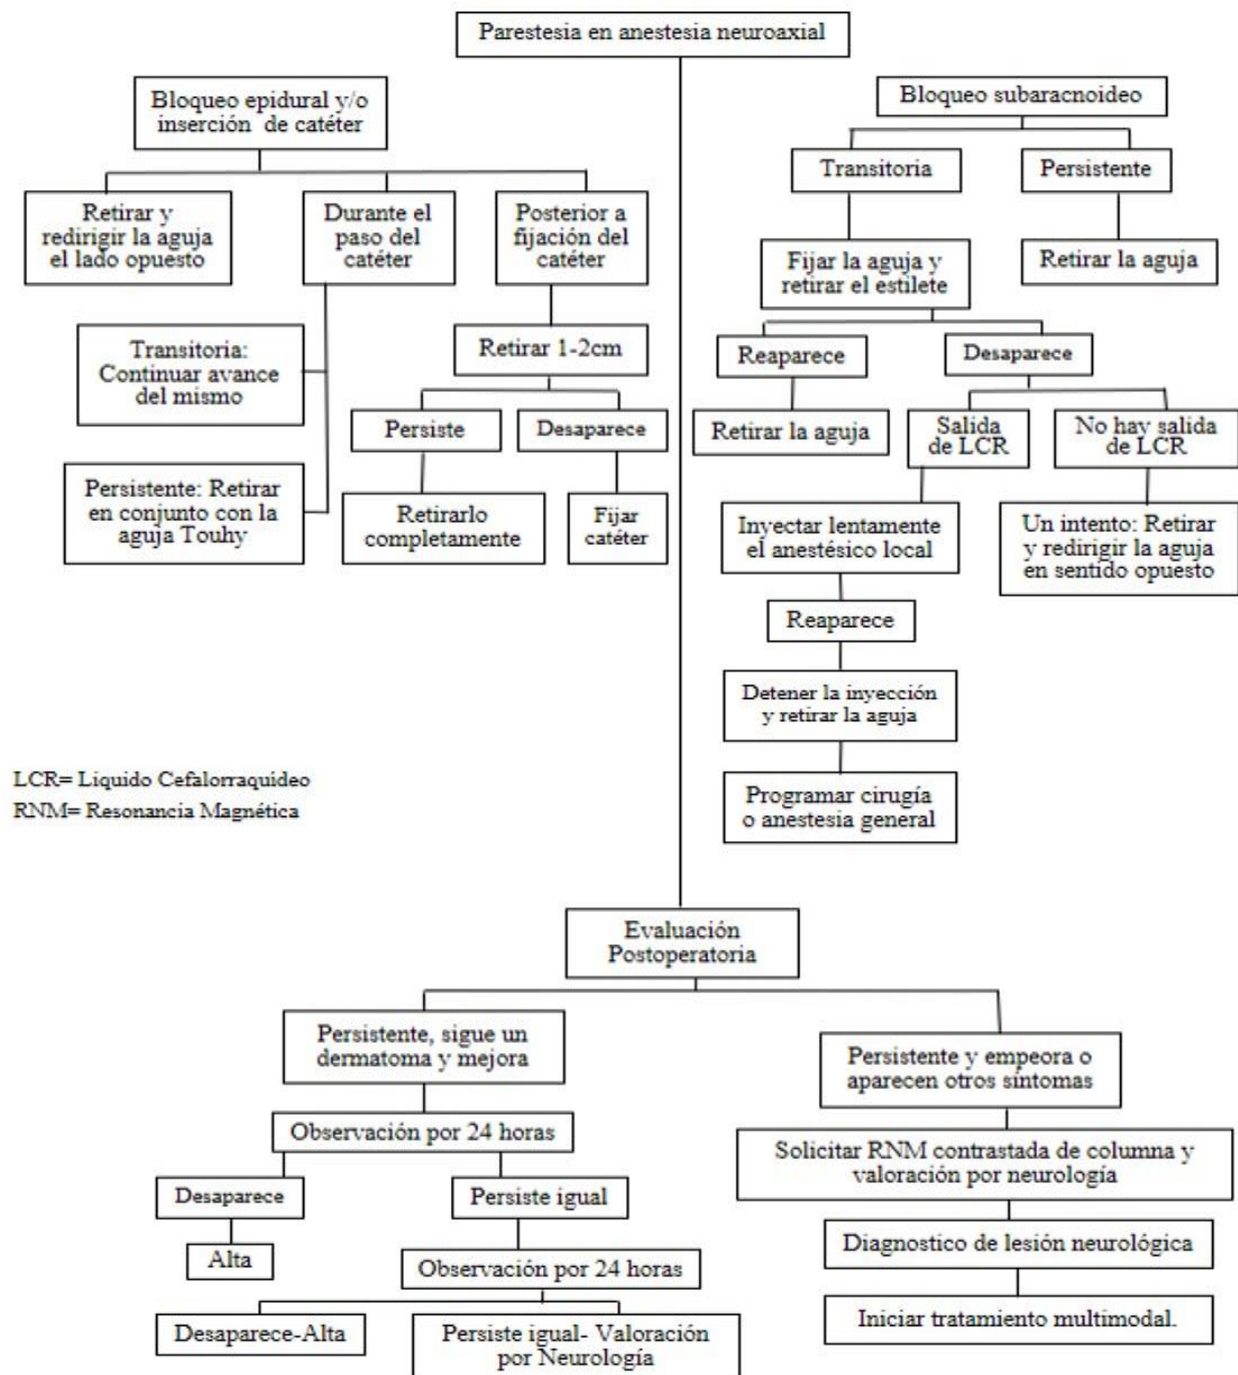 Parestesia en anestesia neuroaxial
Bloqueo epidural y/o
inserción de catéter
Retirar y
redirigir la aguja
el lado opuesto
Durante el
paso del
catéter
Posterior a
fijación del
catéter
Transitoria:
Continuar avance
del mismo
Persistente: Retirar
en conjunto con la
aguja Touhy
Retirar 1-2cm
Persiste
Desaparece
Retirarlo
completamente
Fijar
catéter
Bloqueo subaracnoideo
Transitoria
Persistente
Fijar la aguja y
retirar el estilete
Retirar la aguja
Reaparece
Desaparece
Retirar la aguja
Salida
de LCR
No hay salida
de LCR
Inyectar lentamente
el anestésico local
Un intento: Retirar
y redirigir la aguja
en sentido opuesto
Reaparece
Detener la inyección
y retirar la aguja
Programar cirugía
o anestesia general
LCR= Liquido Cefalorraquídeo
RNM= Resonancia Magnética
Evaluación
Postoperatoria
Persistente, sigue un
dermatoma y mejora
Observación por 24 horas
Desaparece
Persiste igual
Alta
Observación por 24 horas
Desaparece-Alta
Persiste igual- Valoración
por Neurología
Persistente y empeora o
aparecen otros síntomas
Solicitar RNM contrastada de columna y
valoración por neurología
Diagnostico de lesión neurológica
Iniciar tratamiento multimodal.